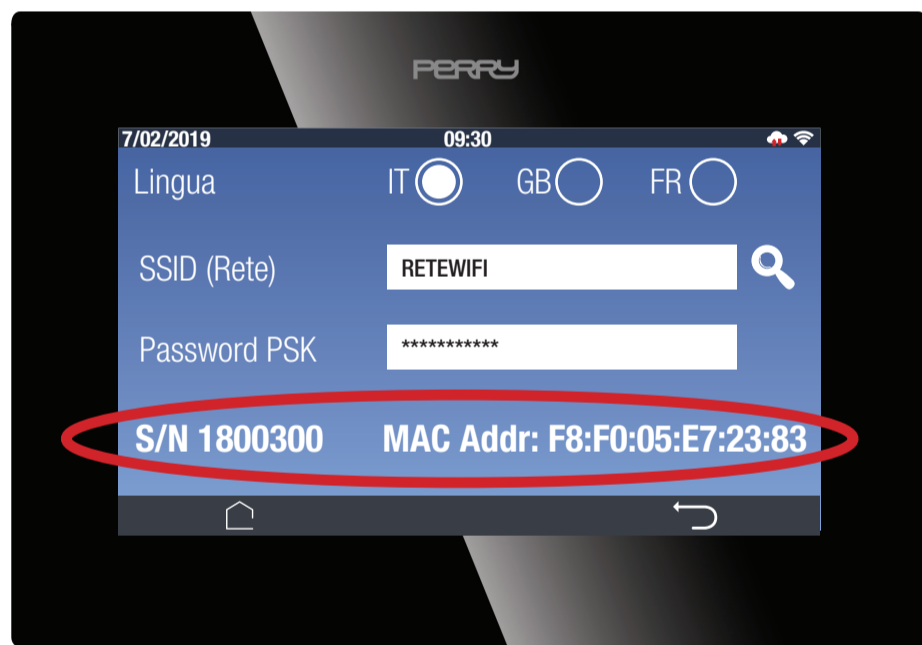 PERRY
7/02/2019 09:30
Lingua IT GB FR
SSID (Rete) RETEWIFI
Password PSK ***********
S/N 1800300 MAC Addr: F8:F0:05:E7:23:83